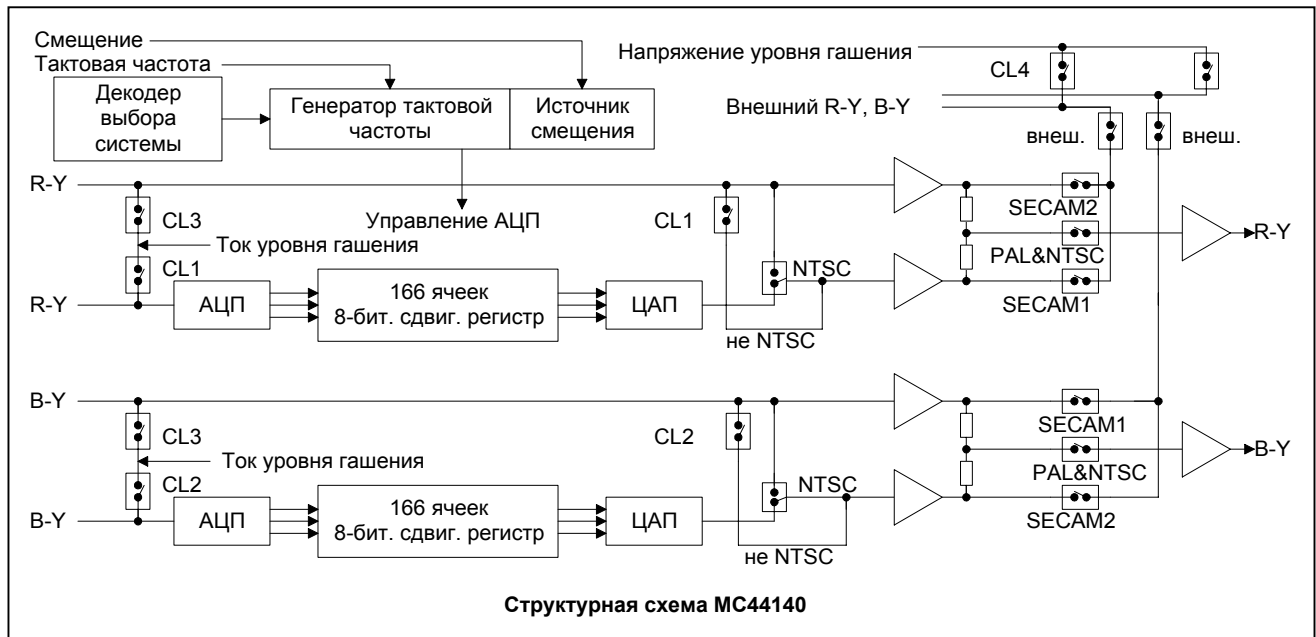 Смещение
Тактовая частота
Напряжение уровня гашения
CL4
Декодер
выбора
системы
Генератор тактовой
частоты
Источник
смещения
Внешний R-Y, B-Y
внеш.
внеш.
R-Y
CL3
Управление АЦП
CL1
SECAM2
Ток уровня гашения
R-Y
CL1
NTSC
PAL&NTSC
R-Y
АЦП
166 ячеек
8-бит. сдвиг. регистр
ЦАП
SECAM1
не NTSC
B-Y
CL3
CL2
SECAM1
Ток уровня гашения
B-Y
CL2
NTSC
PAL&NTSC
B-Y
АЦП
166 ячеек
8-бит. сдвиг. регистр
ЦАП
SECAM2
не NTSC
Структурная схема MC44140